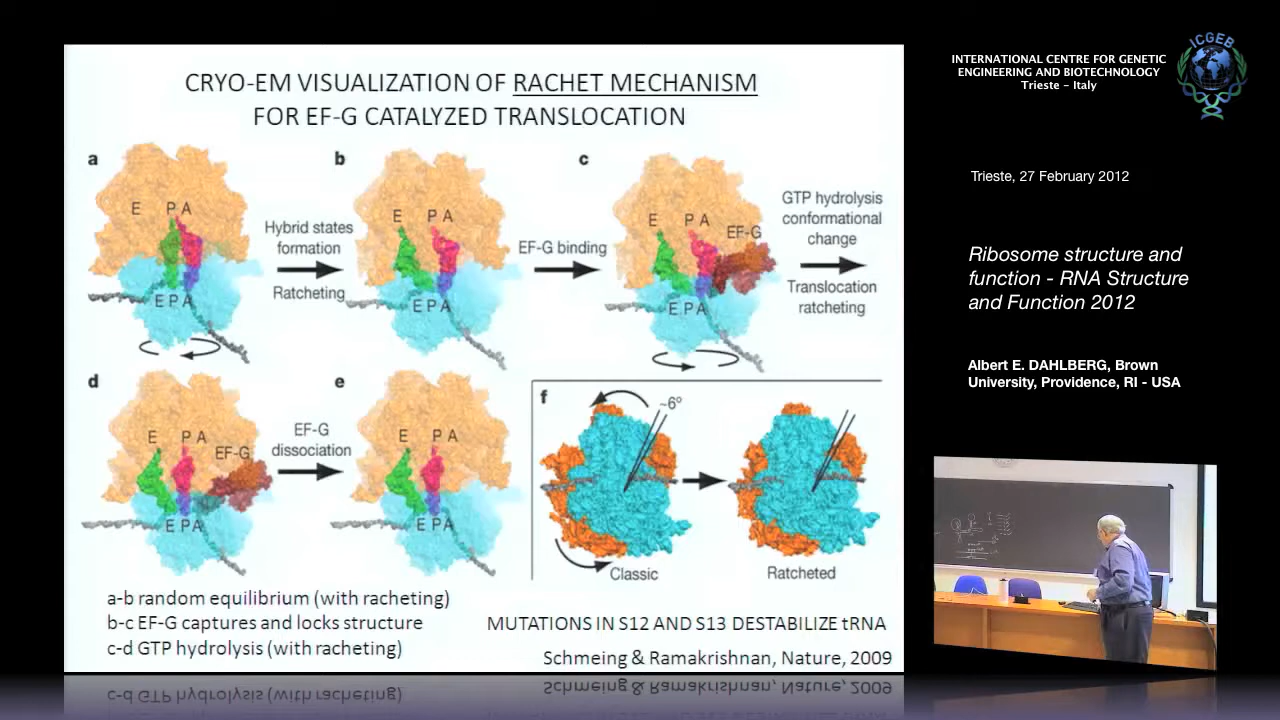 CRYO-EM VISUALIZATION OF RACHET MECHANISM
FOR EF-G CATALYZED TRANSLOCATION
a
E P A
E P A
Hybrid states
formation
Ratcheting
b
E P A
E P A
EF-G binding
c
E P A
EF-G
E P A
GTP hydrolysis
conformational
change
Translocation
ratcheting
d
E P A
EF-G
E P A
EF-G
dissociation
e
E P A
E P A
f
~6°
Classic
Ratcheted
a-b random equilibrium (with racheting)
b-c EF-G captures and locks structure
c-d GTP hydrolysis (with racheting)
MUTATIONS IN S12 AND S13 DESTABILIZE tRNA
Schmeing & Ramakrishnan, Nature, 2009
INTERNATIONAL CENTRE FOR GENETIC
ENGINEERING AND BIOTECHNOLOGY
Trieste – Italy
ICGEB
Trieste, 27 February 2012
Ribosome structure and
function - RNA Structure
and Function 2012
Albert E. DAHLBERG, Brown
University, Providence, RI - USA